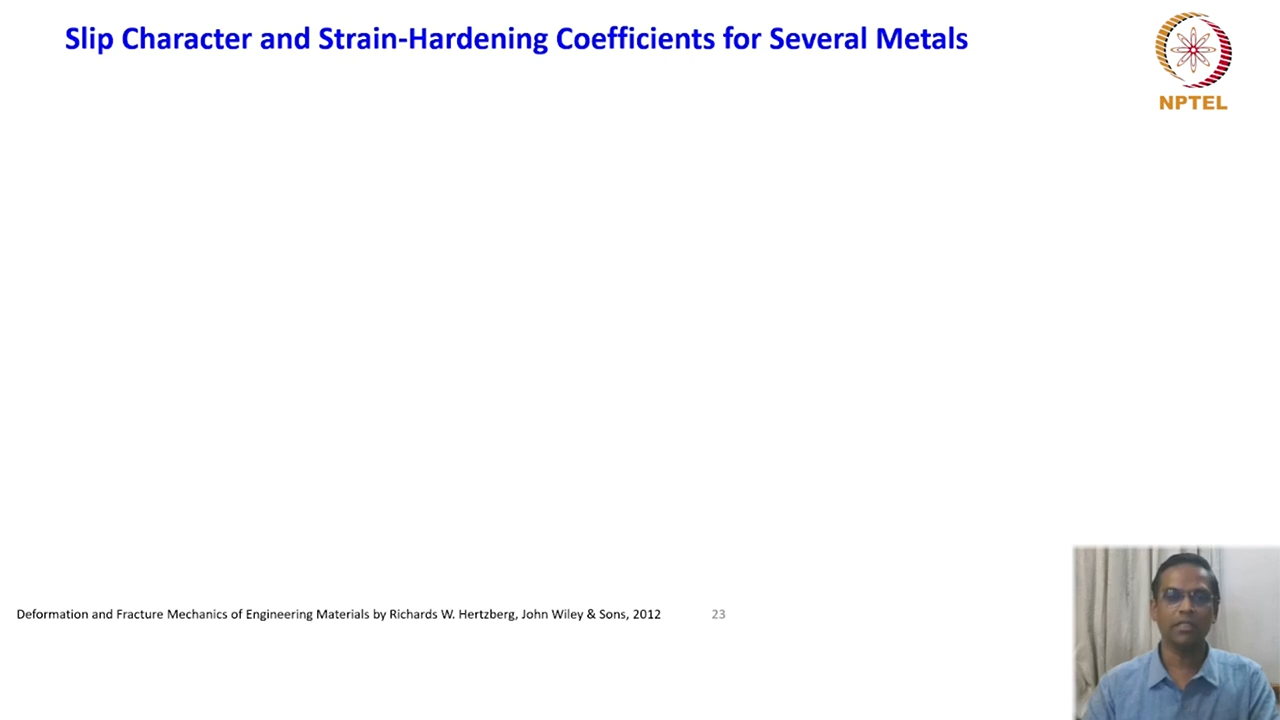 Slip Character and Strain-Hardening Coefficients for Several Metals
NPTEL
Deformation and Fracture Mechanics of Engineering Materials by Richards W. Hertzberg, John Wiley & Sons, 2012
23